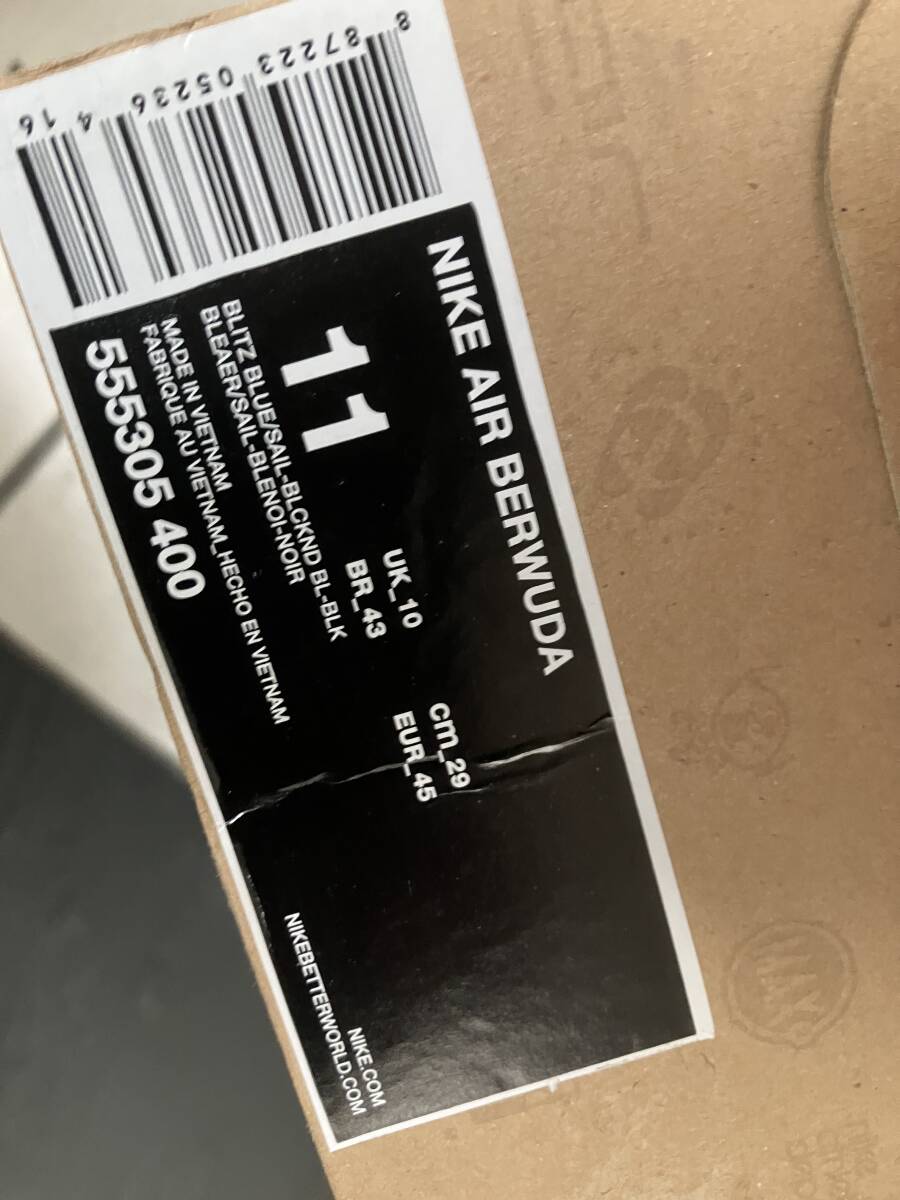 NIKE AIR BERWUDA
11
UK_10
BR_43
Cm_29
EUR_45
BLITZ BLUE/SAIL-BLCKND BL-BLK
BLEAER/SAIL-BLENOI-NOIR
MADE IN VIETNAM
FABRIQUE AU VIETNAM_HECHO EN VIETNAM
555305 400
NIKE.COM
NIKEBETTERWORLD.COM
8 87223 05236 4 16
nike